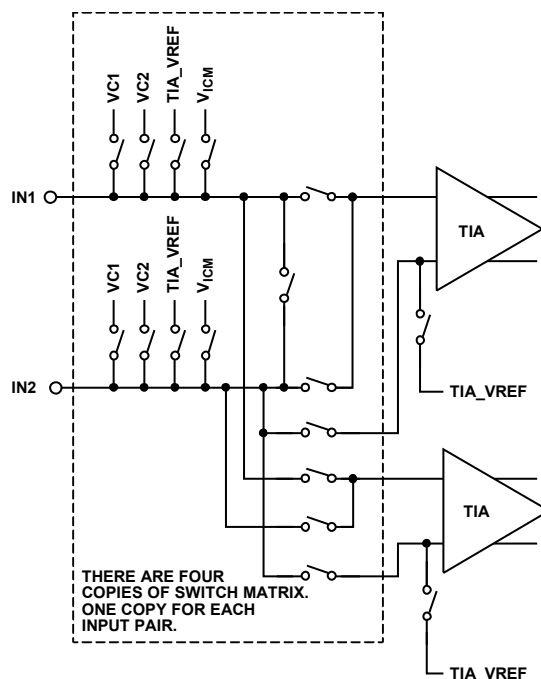 VC1
VC2
TIA_VREF
VICM
IN1
TIA
VC1
VC2
TIA_VREF
VICM
IN2
TIA_VREF
TIA
THERE ARE FOUR
COPIES OF SWITCH MATRIX.
ONE COPY FOR EACH
INPUT PAIR.
TIA_VREF